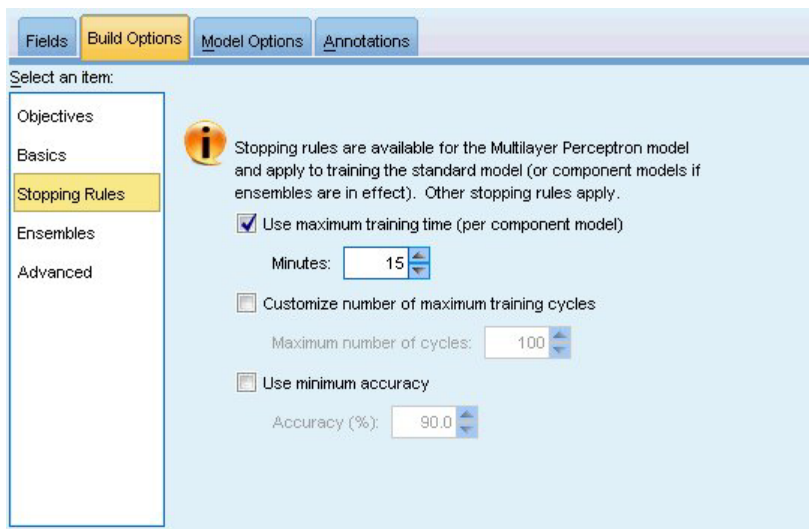 Fields Build Options Model Options Annotations
Select an item:
Objectives
Basics
Stopping Rules
Ensembles
Advanced
Stopping rules are available for the Multilayer Perceptron model
and apply to training the standard model (or component models if
ensembles are in effect). Other stopping rules apply.
Use maximum training time (per component model)
Minutes: 15
Customize number of maximum training cycles
Maximum number of cycles: 100
Use minimum accuracy
Accuracy (%): 90.0